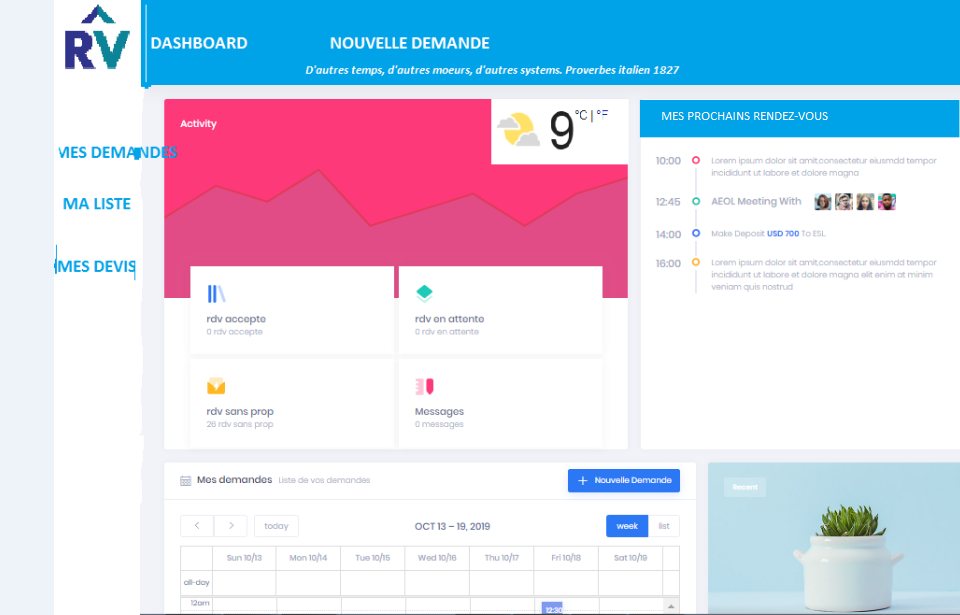 RV
DASHBOARD
NOUVELLE DEMANDE
D'autres temps, d'autres moeurs, d'autres systems. Proverbes italien 1827
MES DEMANDES
MA LISTE
MES DEVIS
Activity
9 °C | °F
rdv accepte
0 rdv accepte
rdv en attente
0 rdv en attente
rdv sans prop
26 rdv sans prop
Messages
0 messages
MES PROCHAINS RENDEZ-VOUS
10:00 Lorem ipsum dolor sit amit,consectetur eiusmdd tempor
incididunt ut labore et dolore magna
12:45 AEOL Meeting With
14:00 Make Deposit USD 700 To ESL
16:00 Lorem ipsum dolor sit amit,consectetur eiusmdd tempor
incididunt ut labore et dolore magna elit enim at minim
veniam quis nostrud
Mes demandes Liste de vos demandes
+ Nouvelle Demande
today
OCT 13 – 19, 2019
week
list
Sun 10/13 Mon 10/14 Tue 10/15 Wed 10/16 Thu 10/17 Fri 10/18 Sat 10/19
all-day
12am
12:30
Recent